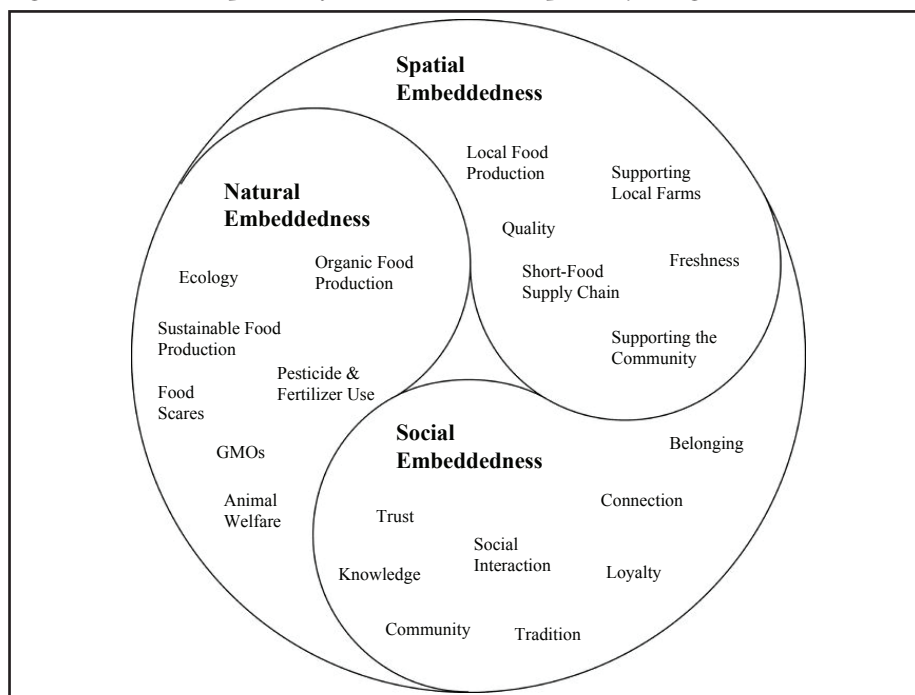 Spatial
Embeddedness
Local Food
Production
Supporting
Local Farms
Quality
Freshness
Short-Food
Supply Chain
Supporting the
Community
Natural
Embeddedness
Ecology
Organic Food
Production
Sustainable Food
Production
Pesticide &
Fertilizer Use
Food
Scares
GMOs
Animal
Welfare
Social
Embeddedness
Belonging
Connection
Trust
Social
Interaction
Knowledge
Loyalty
Community
Tradition